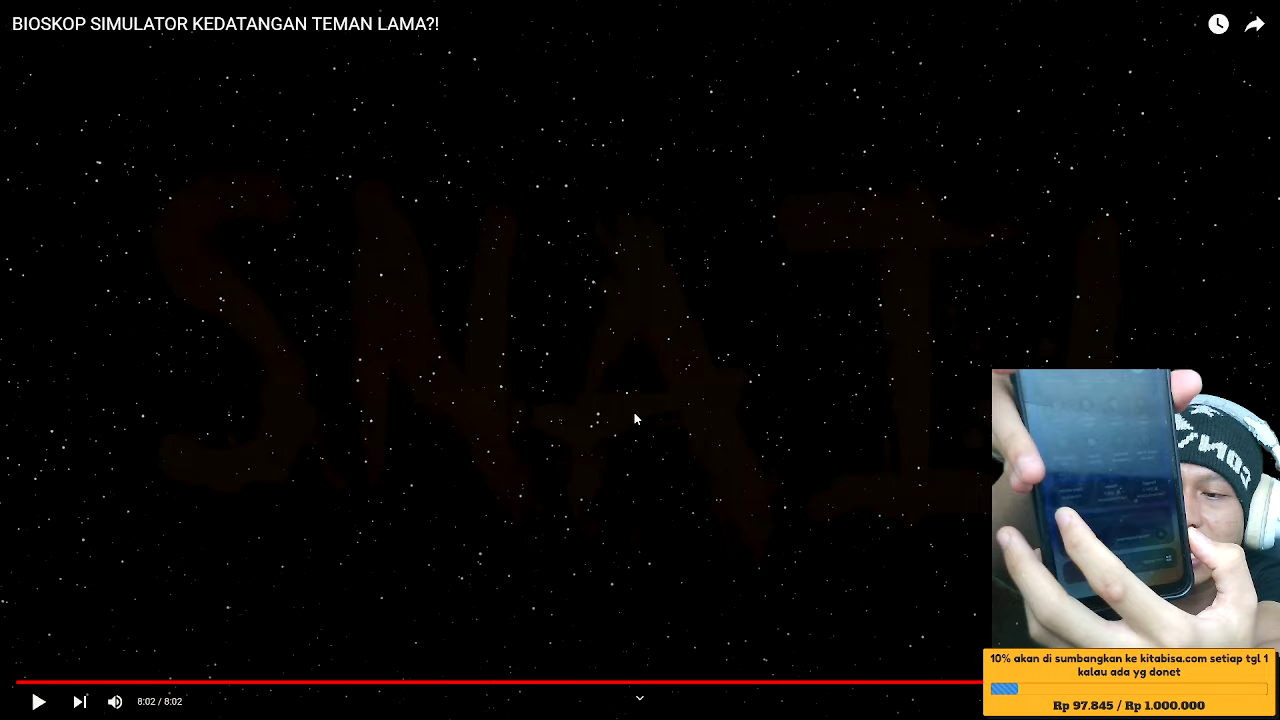 BIOSKOP SIMULATOR KEDATANGAN TEMAN LAMA?!
SNAIL
8:02 / 8:02
10% akan di sumbangkan ke kitabisa.com setiap tgl 1
kalau ada yg donet
Rp 97.845 / Rp 1.000.000